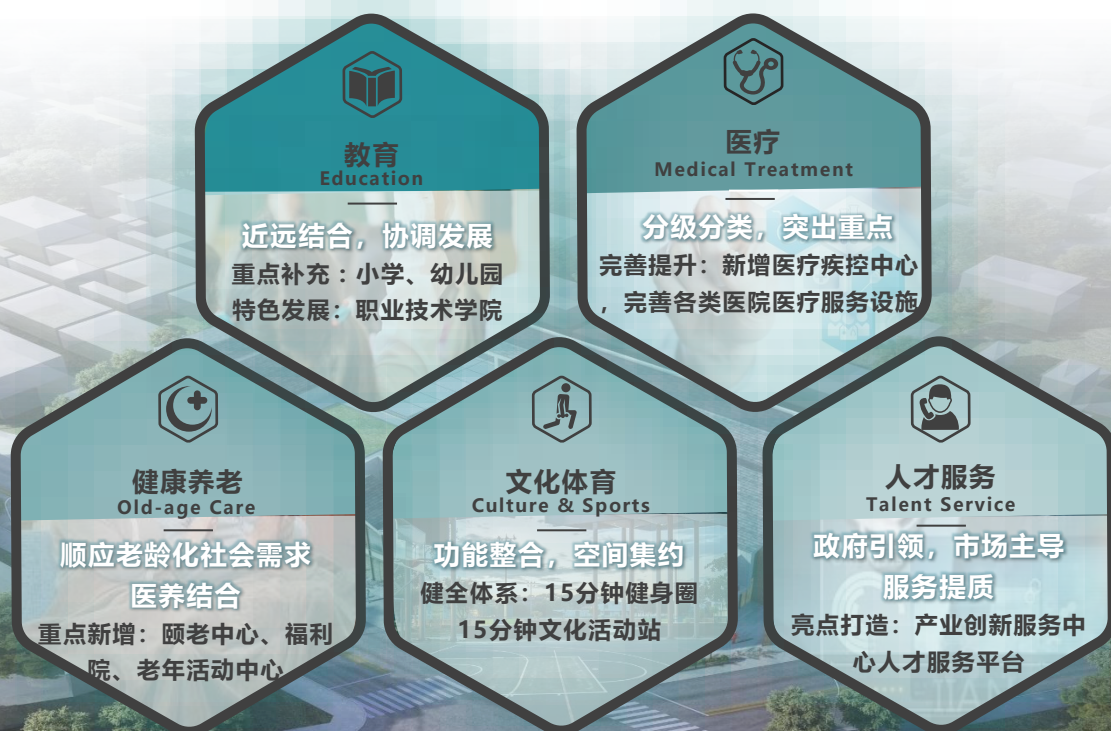 教育
Education
近远结合，协调发展
重点补充：小学、幼儿园
特色发展：职业技术学院
医疗
Medical Treatment
分级分类，突出重点
完善提升：新增医疗疾控中心
，完善各类医院医疗服务设施
健康养老
Old-age Care
顺应老龄化社会需求
医养结合
重点新增：颐老中心、福利
院、老年活动中心
文化体育
Culture & Sports
功能整合，空间集约
健全体系：15分钟健身圈
15分钟文化活动站
人才服务
Talent Service
政府引领，市场主导
服务提质
亮点打造：产业创新服务中
心人才服务平台